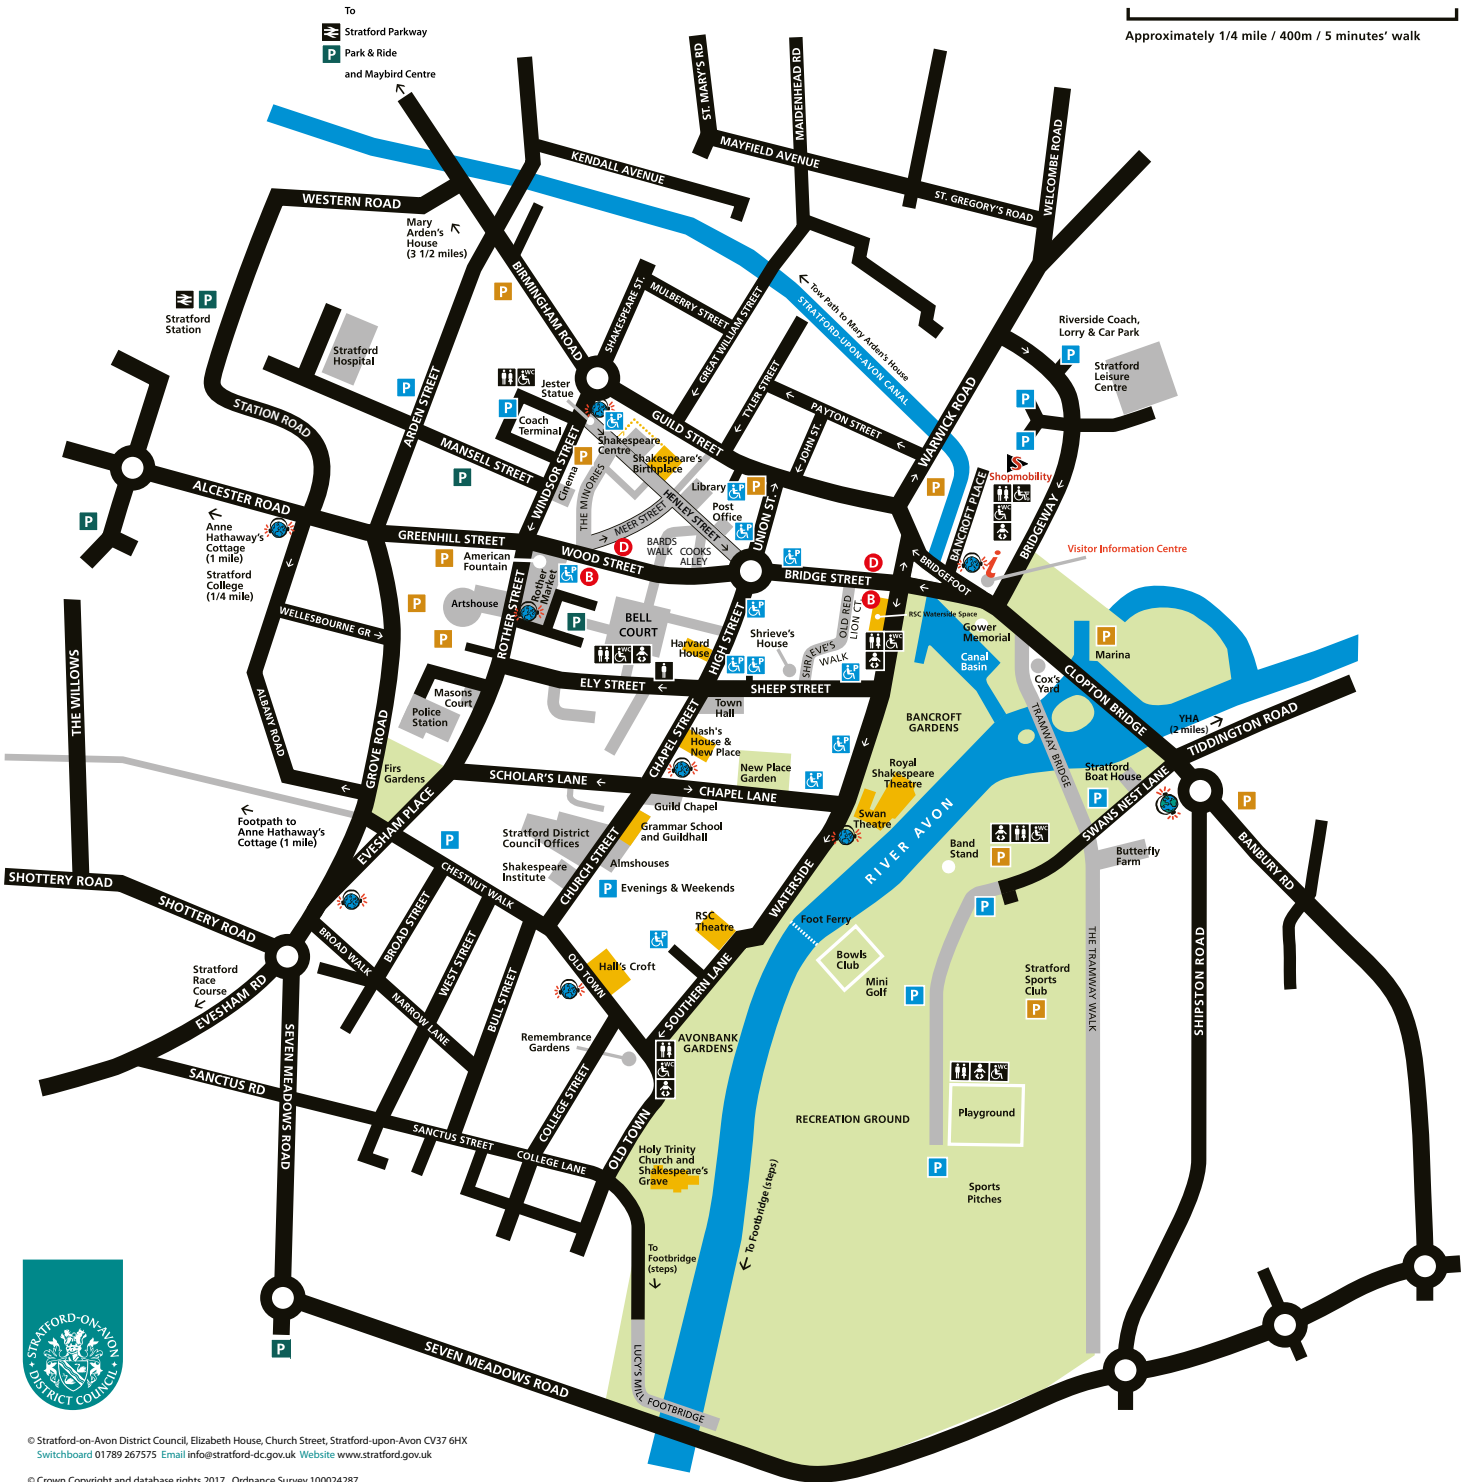 To
Stratford Parkway
P Park & Ride
and Maybird Centre
Approximately 1/4 mile / 400m / 5 minutes' walk
ST. MARY'S RD
MAIDENHEAD RD
MAYFIELD AVENUE
KENDALL AVENUE
ST. GREGORY'S ROAD
WELCOMBE ROAD
WESTERN ROAD
Mary
Arden's
House
(3 1/2 miles)
BIRMINGHAM ROAD
SHAKESPEARE ST.
MULBERRY STREET
GREAT WILLIAM STREET
Tow Path to Mary Arden's House
STRATFORD-UPON-AVON CANAL
P
Stratford
Station
P
Stratford
Hospital
P
ARDEN STREET
STATION ROAD
MANSELL STREET
P
WC
Jester
Statue
P
Coach
Terminal
P
WINDSOR STREET
Cinema
P
THE MINORIES
Shakespeare
Centre
Shakespeare's
Birthplace
GUILD STREET
TYLER STREET
JOHN ST.
PAYTON STREET
WARWICK ROAD
Riverside Coach,
Lorry & Car Park
P
Stratford
Leisure
Centre
P
P
S
Shopmobility
WC
BANCROFT PLACE
BRIDGEWAY
P
i
Visitor Information Centre
ALCESTER ROAD
P
Anne
Hathaway's
Cottage
(1 mile)
Stratford
College
(1/4 mile)
GREENHILL STREET
P
American
Fountain
HENLEY STREET
MEER STREET
Library
P
P
Post
Office
P
UNION ST.
BARDS
WALK
COOKS
ALLEY
WOOD STREET
D
B
P
Rother
Market
ROTHER STREET
Artshouse
P
P
P
BELL
COURT
WC
BRIDGE STREET
P
D
B
BRIDGEFOOT
RSC Waterside Space
OLD RED
LION CT
SHRIEVE'S
WALK
Shrieve's
House
HIGH STREET
P
Harvard
House
P
P
P
WC
Gower
Memorial
Canal
Basin
P
Marina
Cox's
Yard
CLOPTON BRIDGE
WELLESBOURNE GR
THE WILLOWS
ALBANY ROAD
GROVE ROAD
Masons
Court
Police
Station
ELY STREET
SHEEP STREET
Town
Hall
BANCROFT
GARDENS
TRAMWAY BRIDGE
YHA
(2 miles)
TIDDINGTON ROAD
Firs
Gardens
SCHOLAR'S LANE
CHAPEL STREET
Nash's
House &
New Place
New Place
Garden
P
P
CHAPEL LANE
Royal
Shakespeare
Theatre
Swan
Theatre
RIVER AVON
Stratford
Boat House
P
SWANS NEST LANE
P
Footpath to
Anne Hathaway's
Cottage (1 mile)
EVESHAM PLACE
P
Stratford District
Council Offices
Shakespeare
Institute
Guild Chapel
Grammar School
and Guildhall
Almshouses
CHURCH STREET
P Evenings & Weekends
WATERSIDE
Band
Stand
WC
P
Butterfly
Farm
BANBURY RD
SHOTTERY ROAD
SHOTTERY ROAD
CHESTNUT WALK
BROAD WALK
BROAD STREET
WEST STREET
BULL STREET
NARROW LANE
OLD TOWN
Hall's Croft
P
RSC
Theatre
Foot Ferry
Bowls
Club
Mini
Golf
P
P
Stratford
Sports
Club
P
THE TRAMWAY WALK
SHIPSTON ROAD
Stratford
Race
Course
EVESHAM RD
SEVEN MEADOWS ROAD
SANCTUS RD
SANCTUS STREET
COLLEGE LANE
COLLEGE STREET
Remembrance
Gardens
SOUTHERN LANE
WC
AVONBANK
GARDENS
OLD TOWN
Holy Trinity
Church and
Shakespeare's
Grave
RECREATION GROUND
WC
Playground
P
Sports
Pitches
To Footbridge (steps)
To
Footbridge
(steps)
LUCY'S MILL FOOTBRIDGE
SEVEN MEADOWS ROAD
P
STRATFORD-ON-AVON
DISTRICT COUNCIL
© Stratford-on-Avon District Council, Elizabeth House, Church Street, Stratford-upon-Avon CV37 6HX
Switchboard 01789 267575 Email info@stratford-dc.gov.uk Website www.stratford.gov.uk
© Crown Copyright and database rights 2017. Ordnance Survey 100024287